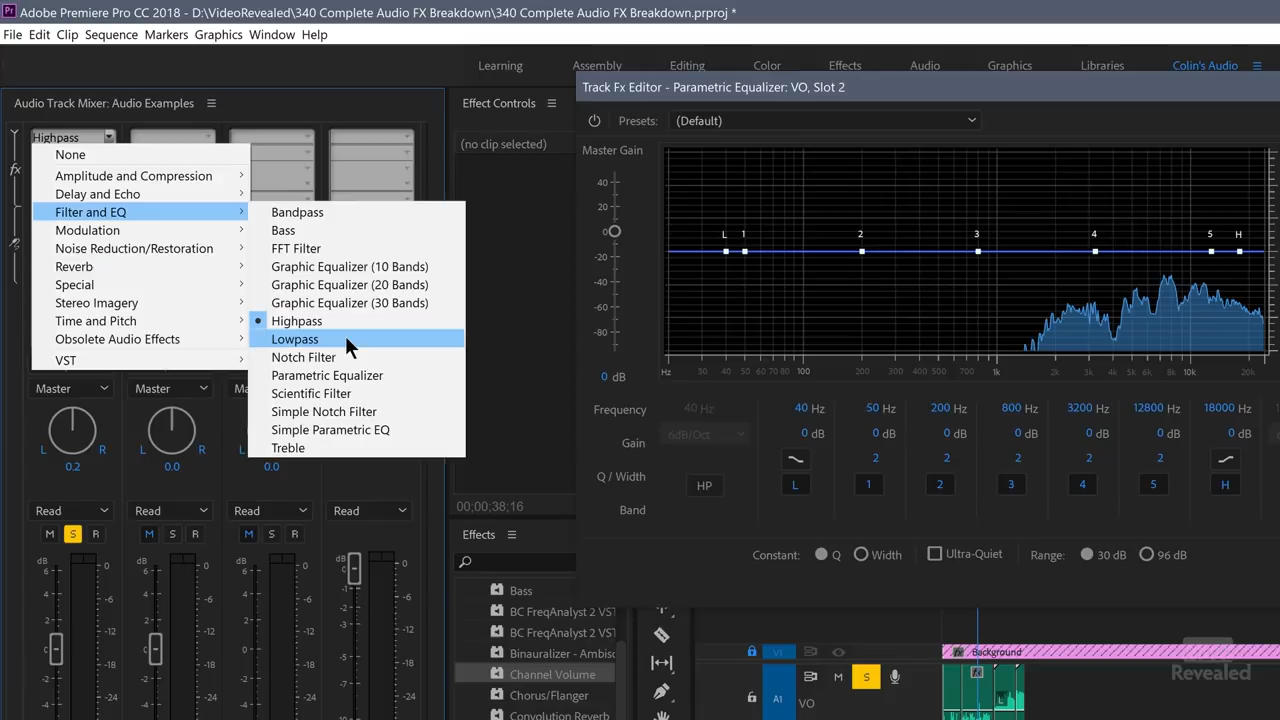 Adobe Premiere Pro CC 2018 - D:\VideoRevealed\340 Complete Audio FX Breakdown\340 Complete Audio FX Breakdown.prproj *
File Edit Clip Sequence Markers Graphics Window Help
Learning Assembly Editing Color Effects Audio Graphics Libraries Colin's Audio
Audio Track Mixer: Audio Examples
Highpass
None
Amplitude and Compression
Delay and Echo
Filter and EQ
Modulation
Noise Reduction/Restoration
Reverb
Special
Stereo Imagery
Time and Pitch
Obsolete Audio Effects
VST
Bandpass
Bass
FFT Filter
Graphic Equalizer (10 Bands)
Graphic Equalizer (20 Bands)
Graphic Equalizer (30 Bands)
Highpass
Lowpass
Notch Filter
Parametric Equalizer
Scientific Filter
Simple Notch Filter
Simple Parametric EQ
Treble
Master Master
L R L R
0.2 0.0 0.0
Read Read Read Read
M S R M S R M S R
Effect Controls
(no clip selected)
00;00;38;16
Effects
Bass
BC FreqAnalyst 2 VST
BC FreqAnalyst 2 VST
Binauralizer - Ambiso
Channel Volume
Chorus/Flanger
Convolution Reverb
Track Fx Editor - Parametric Equalizer: VO, Slot 2
Presets: (Default)
Master Gain
40
20
0
-20
-40
-60
-80
0 dB
L 1 2 3 4 5 H
Hz 30 40 50 60 70 80 100 200 300 400 500 600 800 1k 2k 3k 4k 5k 6k 8k 10k 20k
Frequency 40 Hz 40 Hz 50 Hz 200 Hz 800 Hz 3200 Hz 12800 Hz 18000 Hz
Gain 6dB/Oct 0 dB 0 dB 0 dB 0 dB 0 dB 0 dB 0 dB
Q / Width 2 2 2 2 2
Band HP L 1 2 3 4 5 H
Constant: Q Width Ultra-Quiet Range: 30 dB 96 dB
V1 fx Background
A1 M S
VO
Revealed